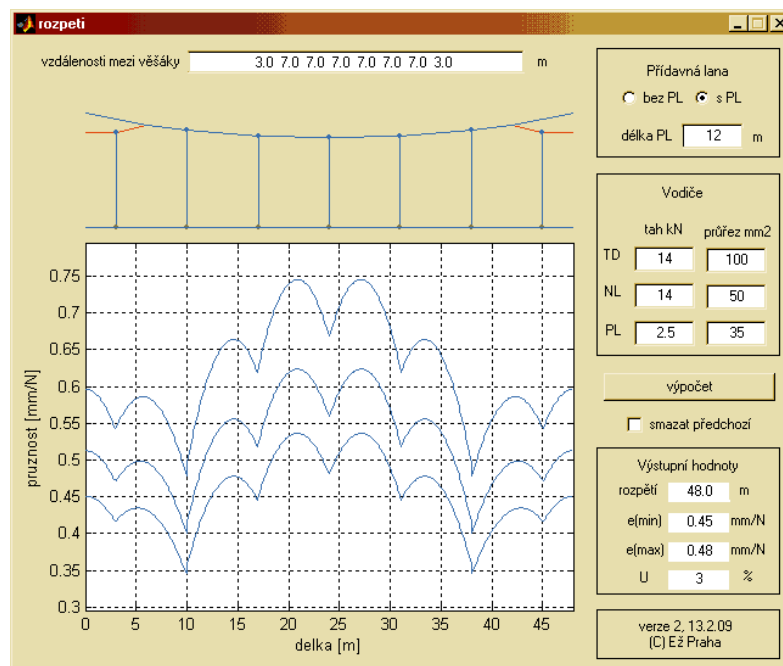 rozpeti
vzdálenosti mezi věšáky 3.0 7.0 7.0 7.0 7.0 7.0 7.0 3.0 m
Přídavná lana
bez PL s PL
délka PL 12 m
Vodiče
tah kN průřez mm2
TD 14 100
NL 14 50
PL 2.5 35
výpočet
smazat předchozí
Výstupní hodnoty
rozpětí 48.0 m
e(min) 0.45 mm/N
e(max) 0.48 mm/N
U 3 %
verze 2, 13.2.09
(C) Ež Praha
pruznost [mm/N]
0.75
0.7
0.65
0.6
0.55
0.5
0.45
0.4
0.35
0.3
0 5 10 15 20 25 30 35 40 45
delka [m]